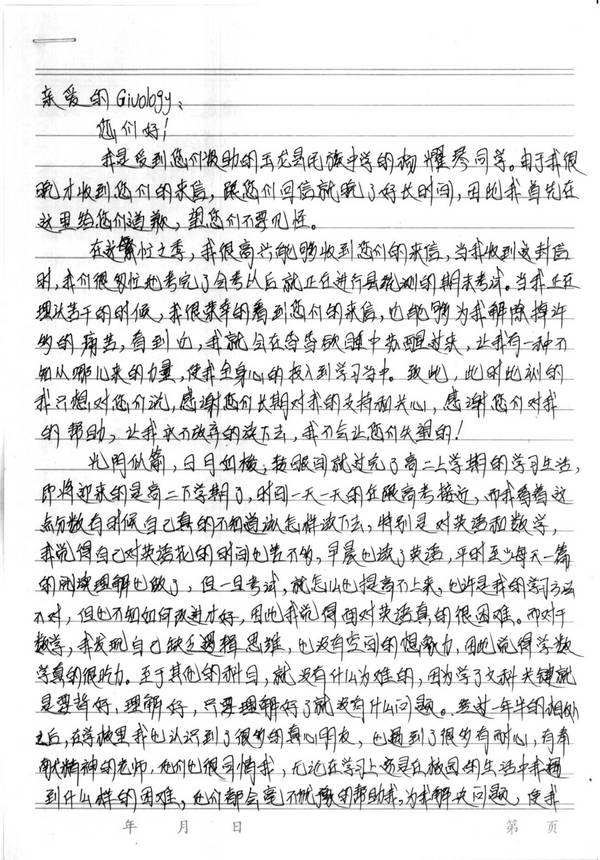 亲爱的Givology:
您们好!
我是受到您们资助的玉龙县民族中学的杨耀琴同学。由于我很
晚才收到您们的来信,跟您们回信就晚了好长时间,因此我首先在
这里给您们道歉,望您们不要见怪。
在这繁忙之季,我很高兴能够收到您们的来信,当我收到这封信
时,我们很匆忙地考完了会考以后就正在进行县统测的期末考试。当我正在
埋头苦干的时候,我很荣幸的看到您们的来信,也能够为我解除掉许
多的痛苦,看到它,我就会在昏昏欲睡中苏醒过来,让我有一种不
知从哪儿来的力量,使我全身心的投入到学习当中。致此,此时此刻的
我只想对您们说,感谢您们长期对我的支持和关心,感谢您们对我
的帮助,让我永不放弃的读下去,我不会让您们失望的!
光阴似箭,日月如梭,转眼间就过完了高二上学期的学习生活,
即将迎来的是高二下学期了,时间一天一天的在跟高考接近,而我看着这
点分数有时候自己真的不知道该怎样读下去,特别是对英语和数学,
我觉得自己对英语花的时间也不够,早晨也读了英语,平时至少每天一篇
的阅读理解也做了,但一旦考试,就怎么也提高不上来,也许是我的学习方法
不对,但也不知如何改进才好,因此我觉得面对英语真的很困难。而对于
数学,我发现自己缺乏逻辑思维,也没有空间的想象力,因此觉得学数
学真的很吃力。至于其他的科目,就没有什么为难的,因为学了文科关键就
是要背好,理解好,只要理解好了就没有什么问题。经过一年半的相处
之后,在学校里我也认识到了很多的真心朋友,也遇到了很多有耐心,有奉
献精神的老师,他们也很同情我,无论在学习上还是在校园的生活中我遇
到什么样的困难,他们都会毫不犹豫的帮助我,为我解决问题,使我
年 月 日 第 页